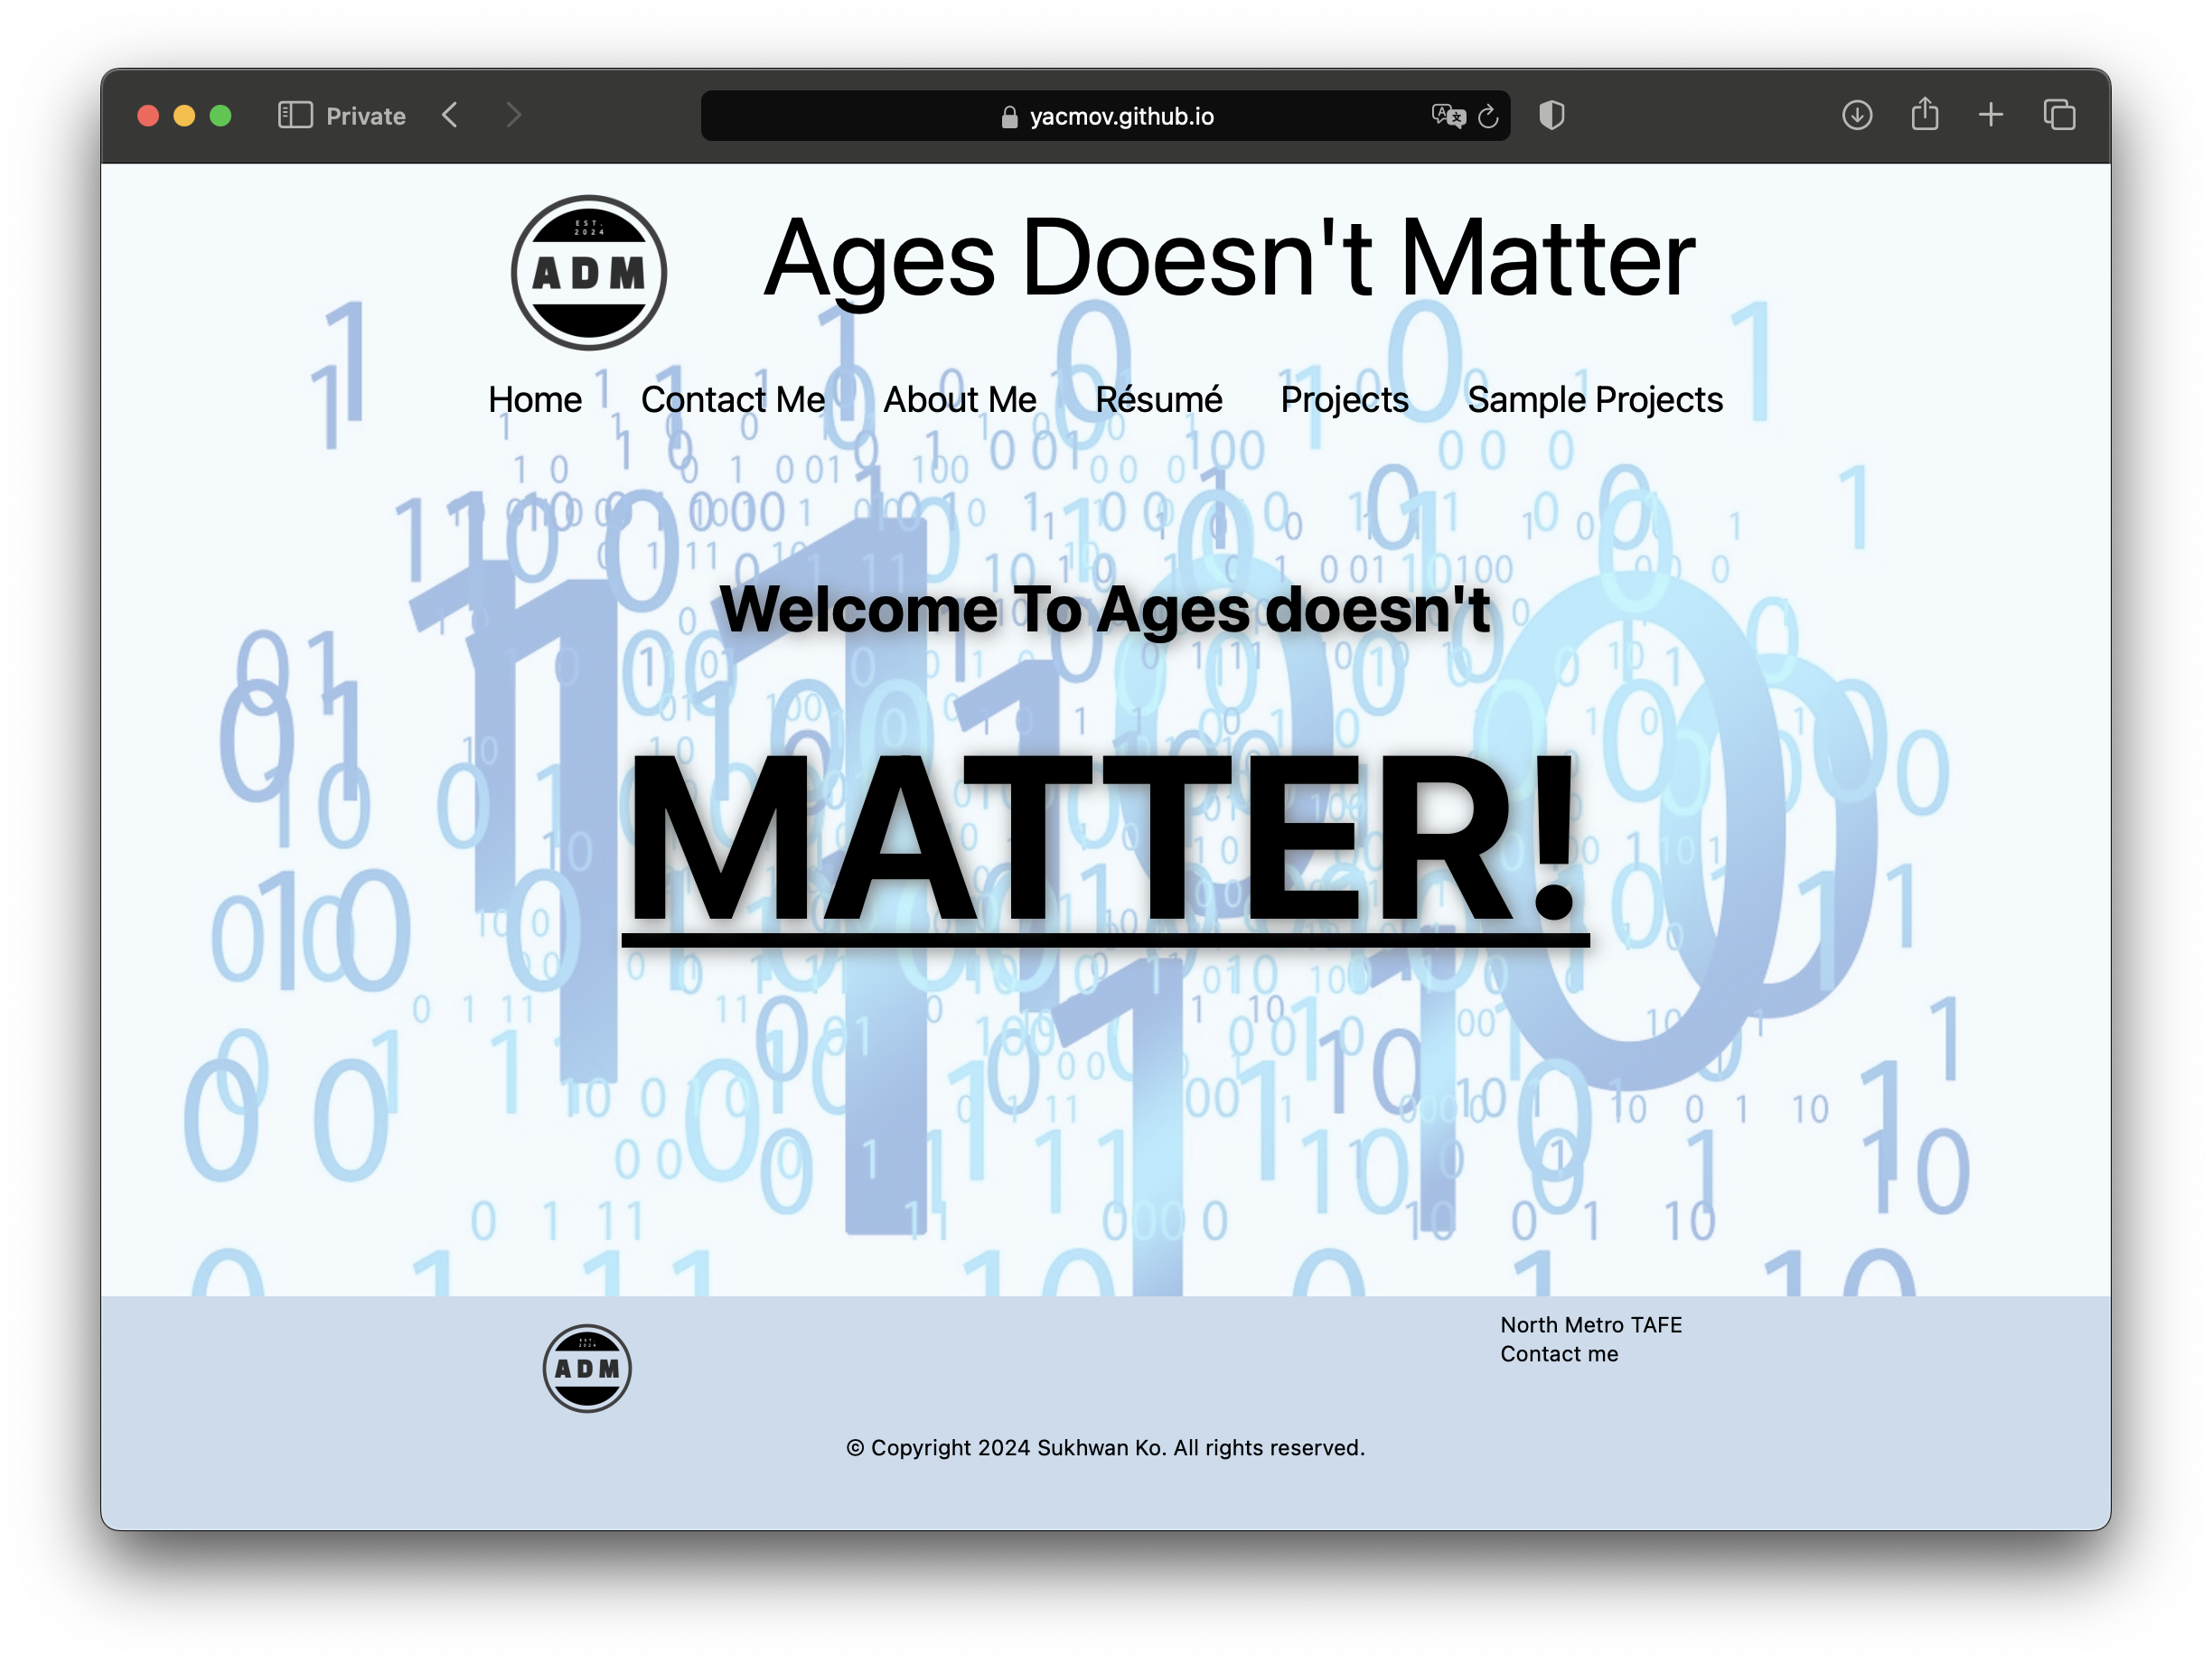 Private
yacmov.github.io
EST.
2024
ADM
Ages Doesn't Matter
Home Contact Me About Me Résumé Projects Sample Projects
Welcome To Ages doesn't
MATTER!
EST.
2024
ADM
North Metro TAFE
Contact me
© Copyright 2024 Sukhwan Ko. All rights reserved.